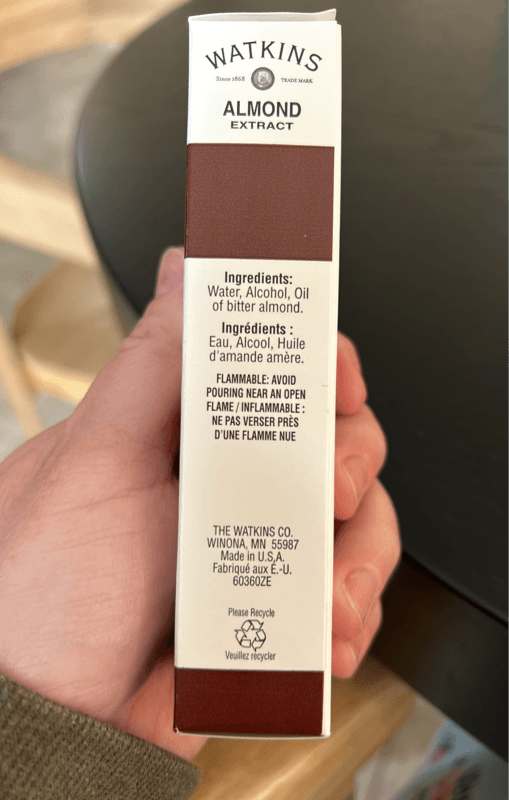 WATKINS
Since 1868 TRADE MARK
ALMOND
EXTRACT
Ingredients:
Water, Alcohol, Oil
of bitter almond.
Ingrédients :
Eau, Alcool, Huile
d'amande amère.
FLAMMABLE: AVOID
POURING NEAR AN OPEN
FLAME / INFLAMMABLE :
NE PAS VERSER PRÈS
D'UNE FLAMME NUE
THE WATKINS CO.
WINONA, MN 55987
Made in U.S.A.
Fabriqué aux É.-U.
60360ZE
Please Recycle
Veuillez recycler